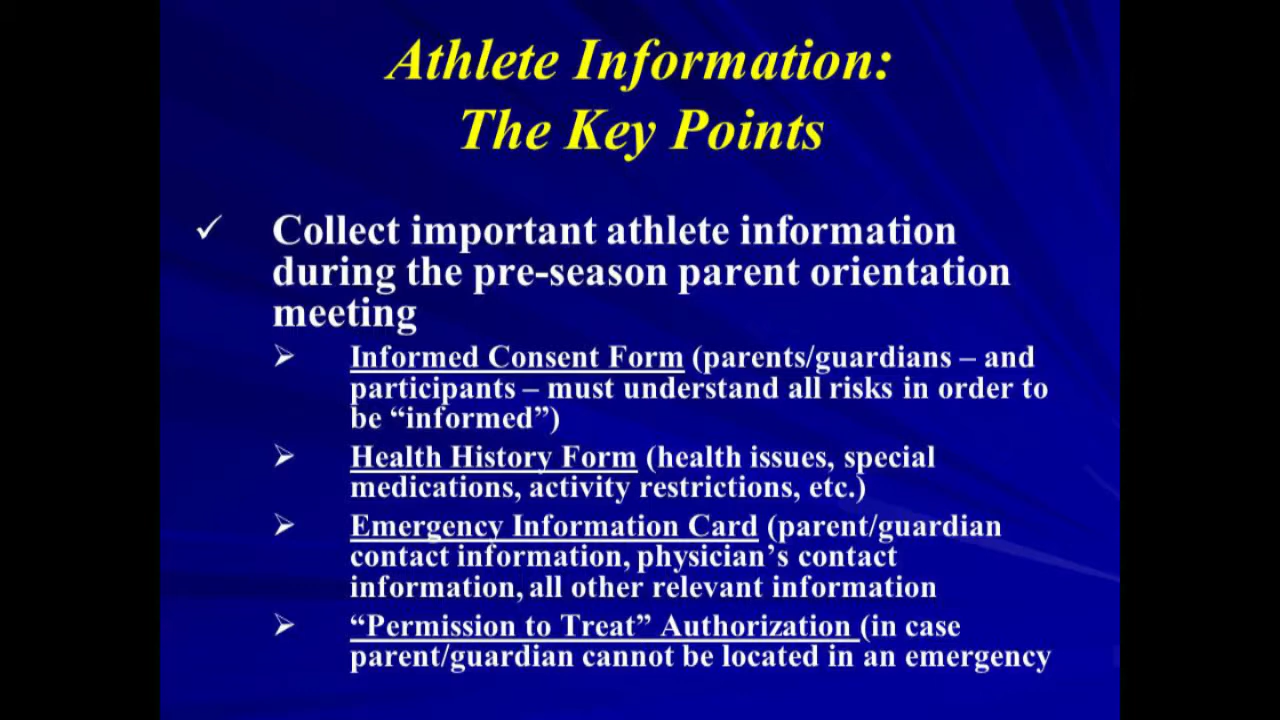 Athlete Information:
The Key Points
✓ Collect important athlete information
during the pre-season parent orientation
meeting
➢ Informed Consent Form (parents/guardians – and
participants – must understand all risks in order to
be “informed”)
➢ Health History Form (health issues, special
medications, activity restrictions, etc.)
➢ Emergency Information Card (parent/guardian
contact information, physician’s contact
information, all other relevant information
➢ “Permission to Treat” Authorization (in case
parent/guardian cannot be located in an emergency